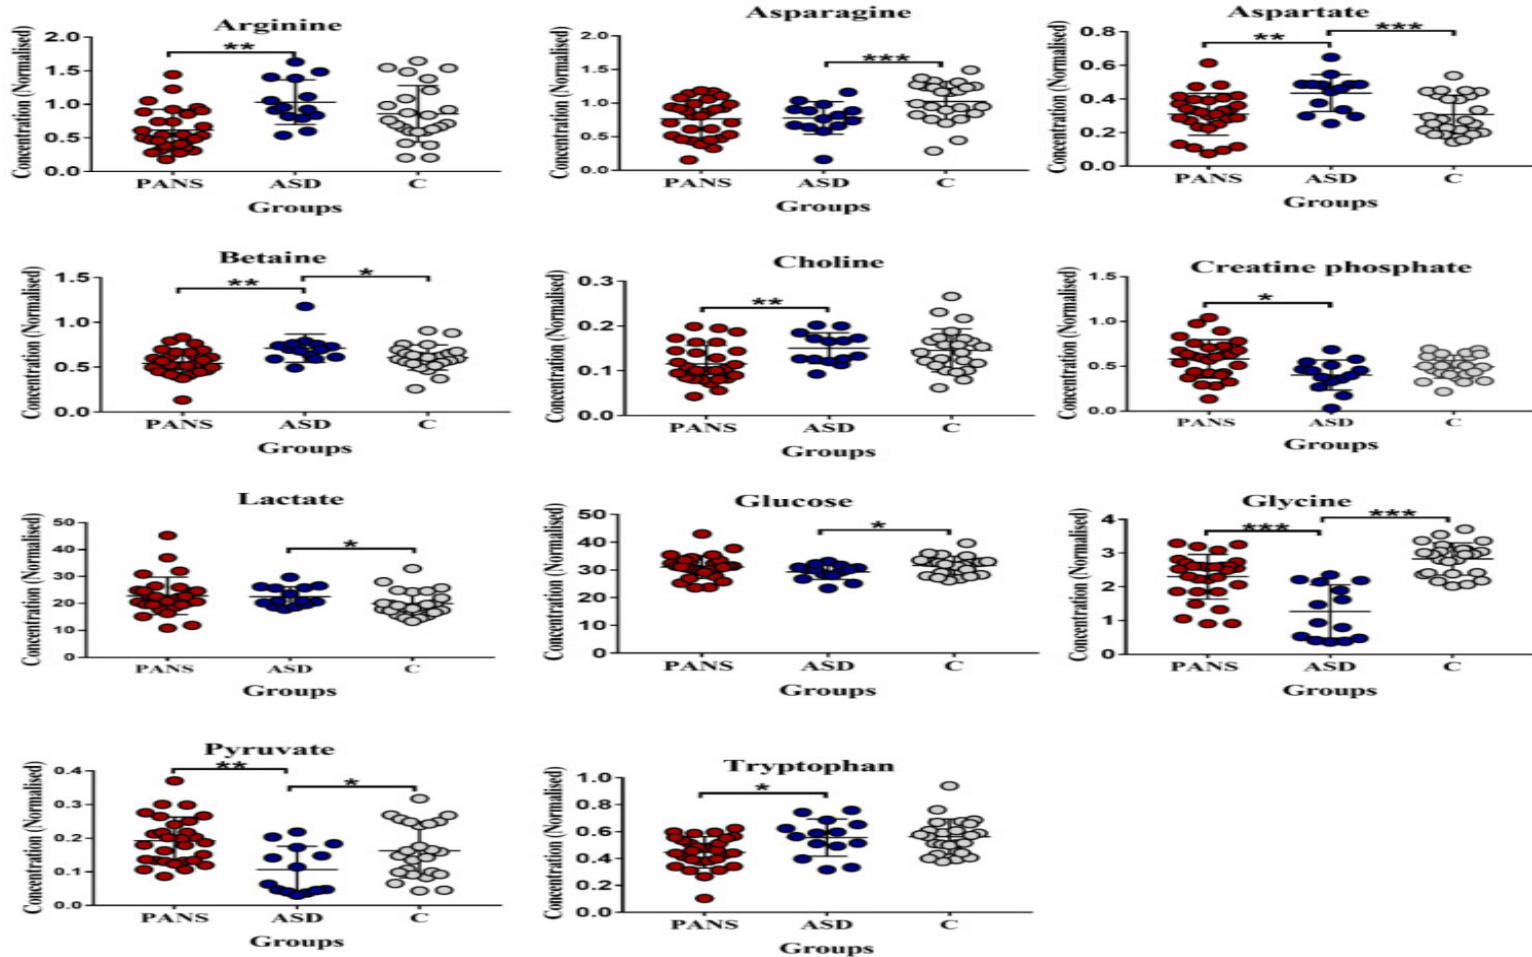 Arginine
Concentration (Normalised)
2.0
1.5
1.0
0.5
0.0
**
PANS ASD C
Groups
Asparagine
Concentration (Normalised)
2.0
1.5
1.0
0.5
0.0
***
PANS ASD C
Groups
Aspartate
Concentration (Normalised)
0.8
0.6
0.4
0.2
0.0
** ***
PANS ASD C
Groups
Betaine
Concentration (Normalised)
1.5
1.0
0.5
0.0
** *
PANS ASD C
Groups
Choline
Concentration (Normalised)
0.3
0.2
0.1
0.0
**
PANS ASD C
Groups
Creatine phosphate
Concentration (Normalised)
1.5
1.0
0.5
0.0
*
PANS ASD C
Groups
Lactate
Concentration (Normalised)
50
40
30
20
10
0
*
PANS ASD C
Groups
Glucose
Concentration (Normalised)
50
40
30
20
10
0
*
PANS ASD C
Groups
Glycine
Concentration (Normalised)
4
3
2
1
0
*** ***
PANS ASD C
Groups
Pyruvate
Concentration (Normalised)
0.4
0.3
0.2
0.1
0.0
** *
PANS ASD C
Groups
Tryptophan
Concentration (Normalised)
1.0
0.8
0.6
0.4
0.2
0.0
*
PANS ASD C
Groups